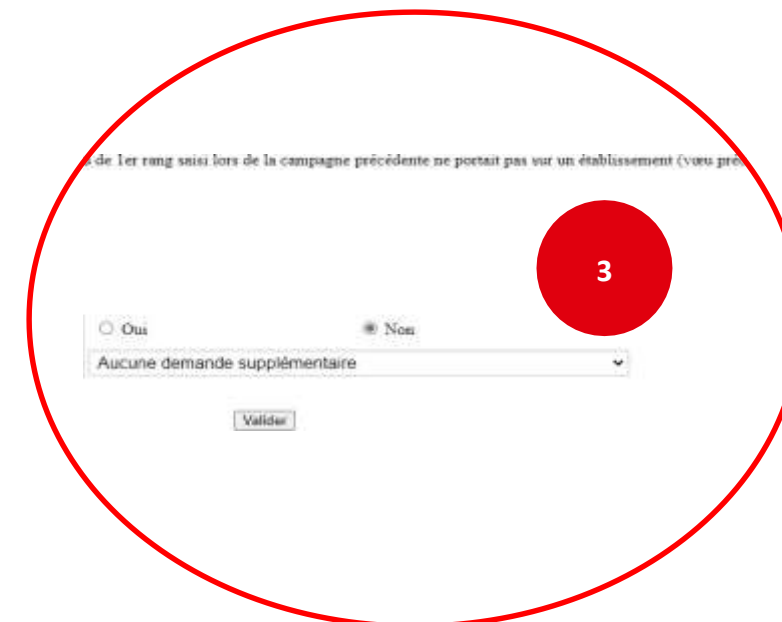 de 1er rang saisi lors de la campagne précédente ne portait pas sur un établissement (vœu
3
Oui Non
Aucune demande supplémentaire
Valider